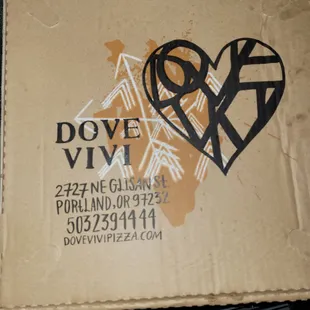 DOVE
VIVI
2727 NE GLISAN ST.
PORTLAND, OR 97232
5032394444
DOVEVIVIPIZZA.COM